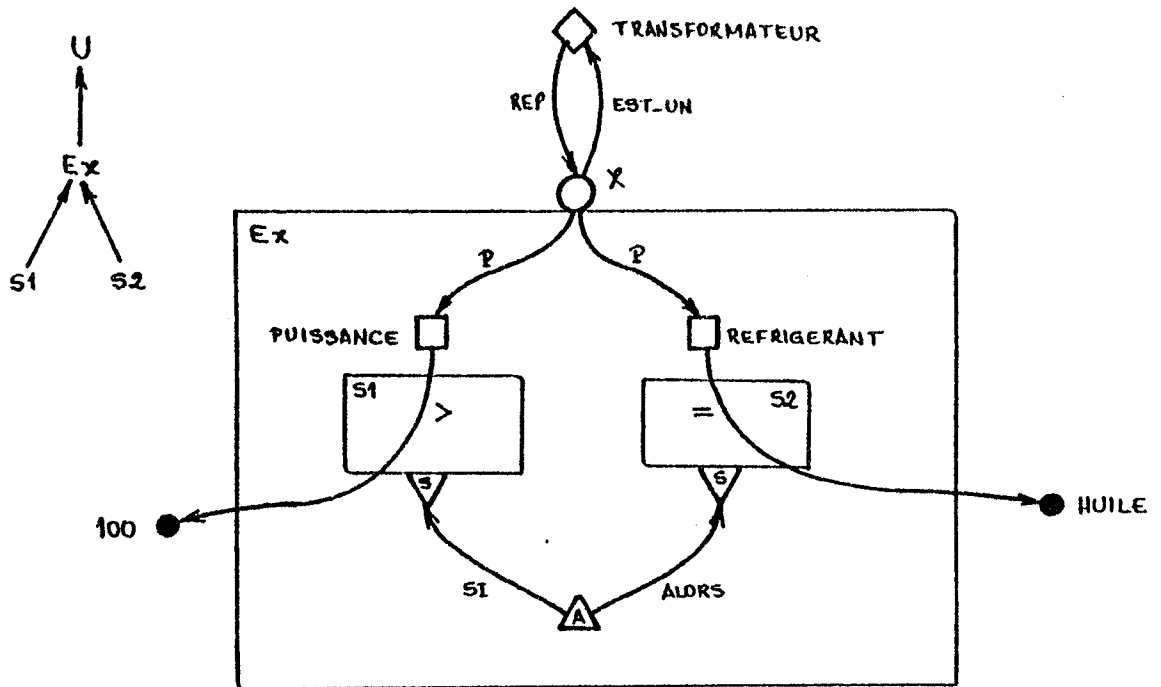 TRANSFORMATEUR
U
REP
EST_UN
Ex
X
Ex
P
P
S1
S2
PUISSANCE
REFRIGERANT
S1
>
=
S2
S
S
100
HUILE
SI
ALORS
A